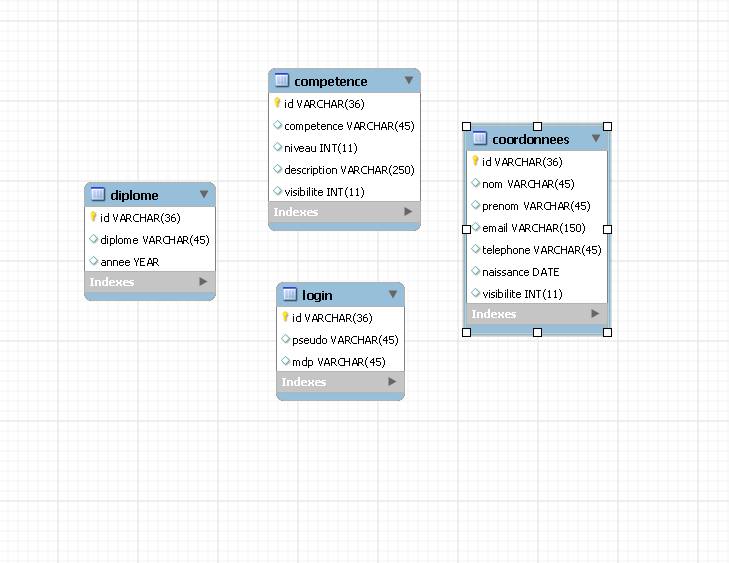 competence
id VARCHAR(36)
competence VARCHAR(45)
niveau INT(11)
description VARCHAR(250)
visibilite INT(11)
Indexes
coordonnees
id VARCHAR(36)
nom VARCHAR(45)
prenom VARCHAR(45)
email VARCHAR(150)
telephone VARCHAR(45)
naissance DATE
visibilite INT(11)
Indexes
diplome
id VARCHAR(36)
diplome VARCHAR(45)
annee YEAR
Indexes
login
id VARCHAR(36)
pseudo VARCHAR(45)
mdp VARCHAR(45)
Indexes